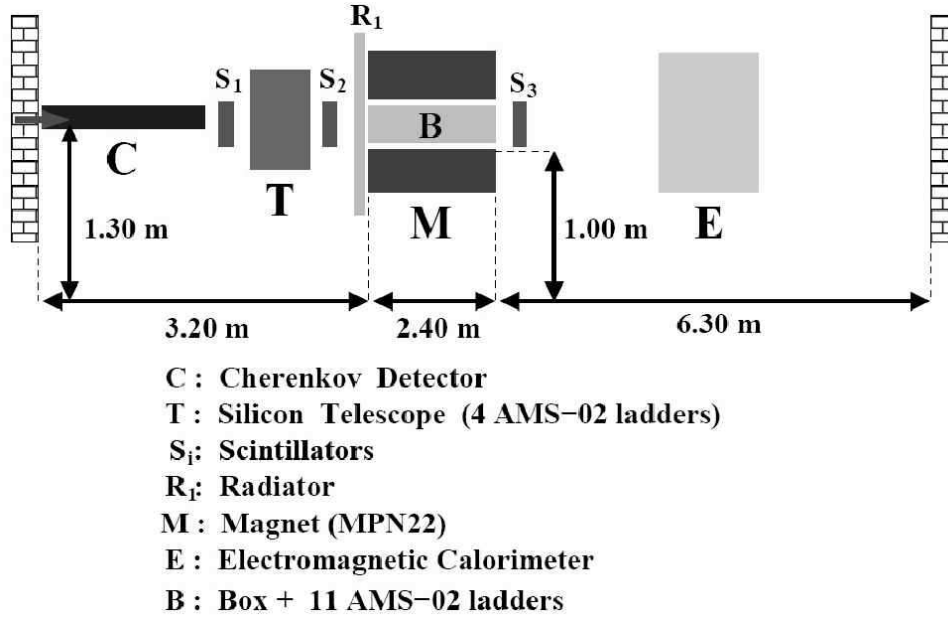 R₁
S₁
S₂
S₃
B
C
T
M
E
1.30 m
1.00 m
3.20 m
2.40 m
6.30 m
C : Cherenkov Detector
T : Silicon Telescope (4 AMS−02 ladders)
Sᵢ: Scintillators
R₁: Radiator
M : Magnet (MPN22)
E : Electromagnetic Calorimeter
B : Box + 11 AMS−02 ladders